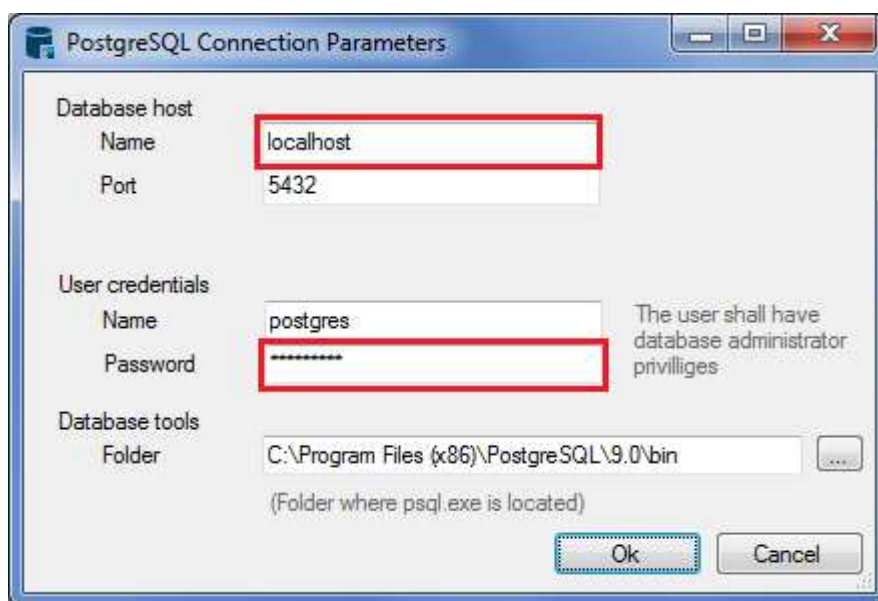 PostgreSQL Connection Parameters
Database host
Name localhost
Port 5432
User credentials
Name postgres
The user shall have
database administrator
privilliges
Password *********
Database tools
Folder C:\Program Files (x86)\PostgreSQL\9.0\bin ...
(Folder where psql.exe is located)
Ok Cancel